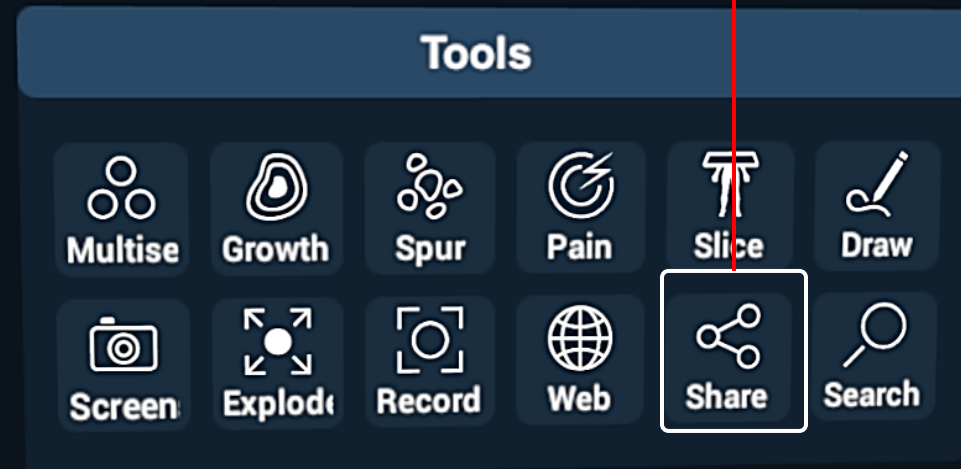 Tools
Multise
Growth
Spur
Pain
Slice
Draw
Screen
Explode
Record
Web
Share
Search